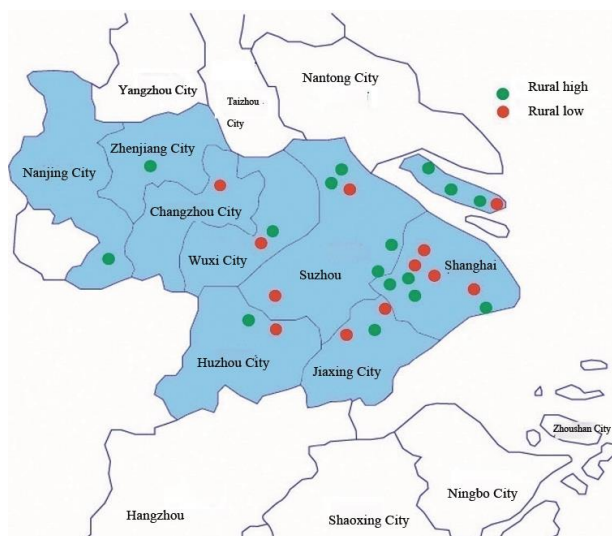 Nantong City
Yangzhou City
Rural high
Taizhou
City
Rural low
Zhenjiang City
Nanjing City
Changzhou City
Wuxi City
Suzhou
Shanghai
Huzhou City
Jiaxing City
Zhoushan City
Ningbo City
Hangzhou
Shaoxing City